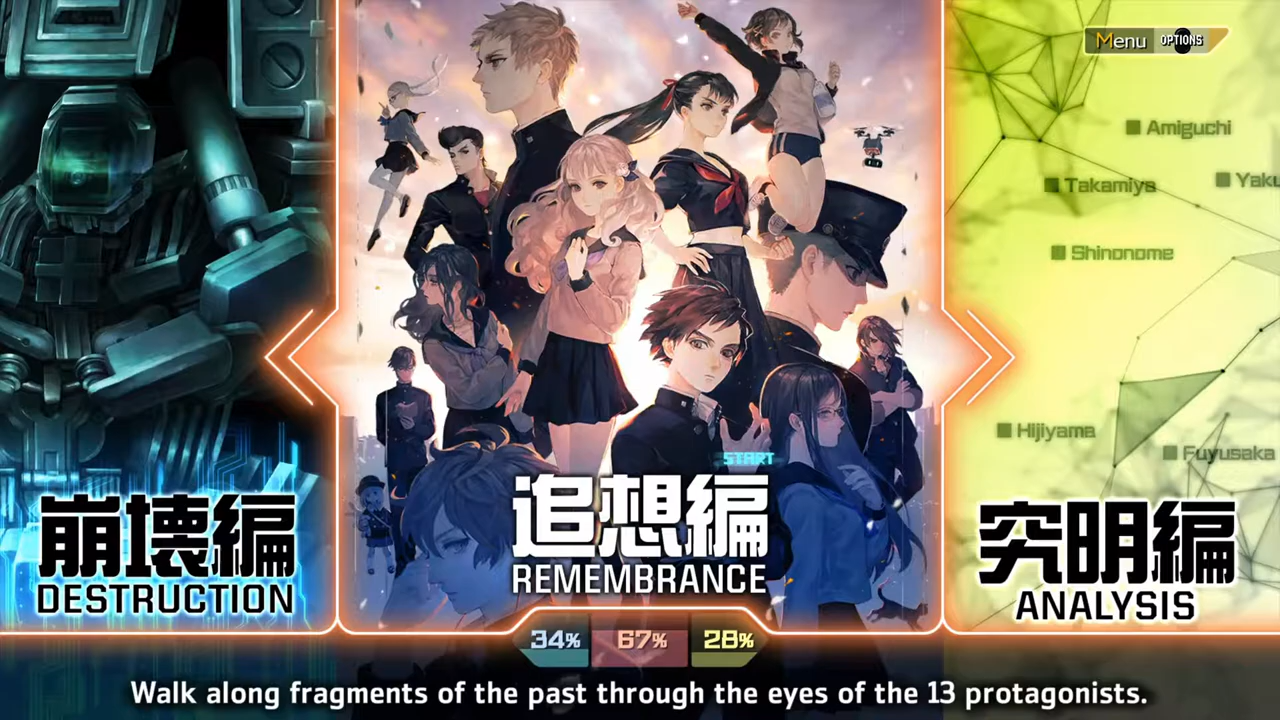 Menu OPTIONS
Amiguchi
Takamiya
Yaku
Shinonome
Hijiyama
Fuyusaka
START
崩壊編
DESTRUCTION
追想編
REMEMBRANCE
究明編
ANALYSIS
34% 67% 28%
Walk along fragments of the past through the eyes of the 13 protagonists.